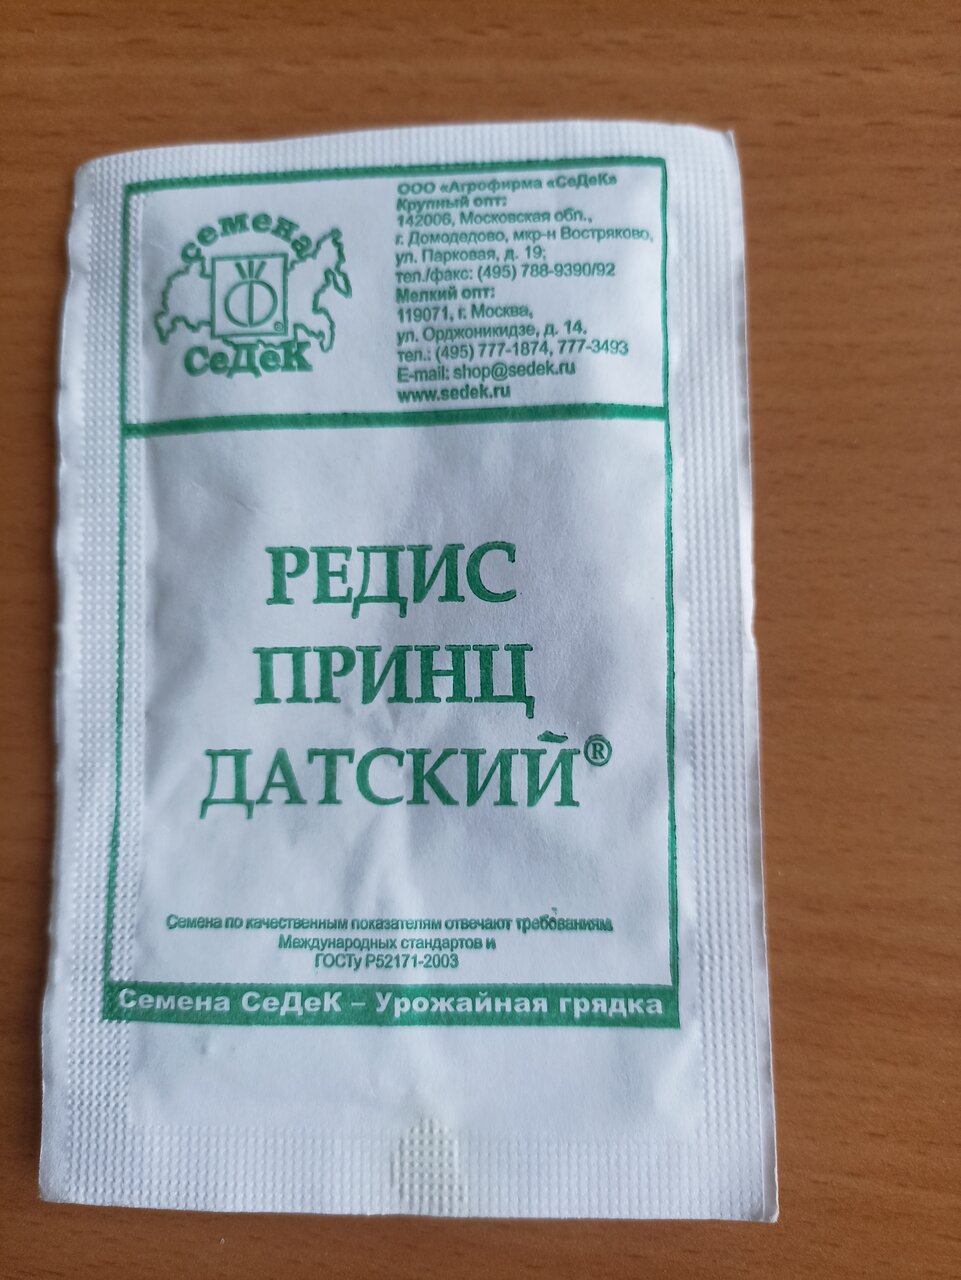 семена
СеДеК
ООО «Агрофирма «СеДеК»
Крупный опт:
142006, Московская обл.,
г. Домодедово, мкр-н Востряково,
ул. Парковая, д. 19;
тел./факс: (495) 788-9390/92
Мелкий опт:
119071, г. Москва,
ул. Орджоникидзе, д. 14,
тел.: (495) 777-1874, 777-3493
E-mail: shop@sedek.ru
www.sedek.ru
РЕДИС
ПРИНЦ
ДАТСКИЙ®
Семена по качественным показателям отвечают требованиям
Международных стандартов и
ГОСТу Р52171-2003
Семена СеДеК – Урожайная грядка